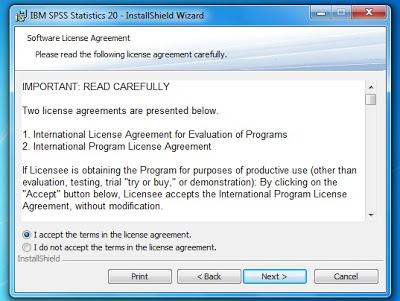 IBM SPSS Statistics 20 - InstallShield Wizard
Software License Agreement
Please read the following license agreement carefully.
IMPORTANT: READ CAREFULLY
Two license agreements are presented below.
1. International License Agreement for Evaluation of Programs
2. International Program License Agreement
If Licensee is obtaining the Program for purposes of productive use (other than
evaluation, testing, trial "try or buy," or demonstration): By clicking on the
"Accept" button below, Licensee accepts the International Program License
Agreement, without modification.
I accept the terms in the license agreement.
I do not accept the terms in the license agreement.
InstallShield
Print
< Back
Next >
Cancel